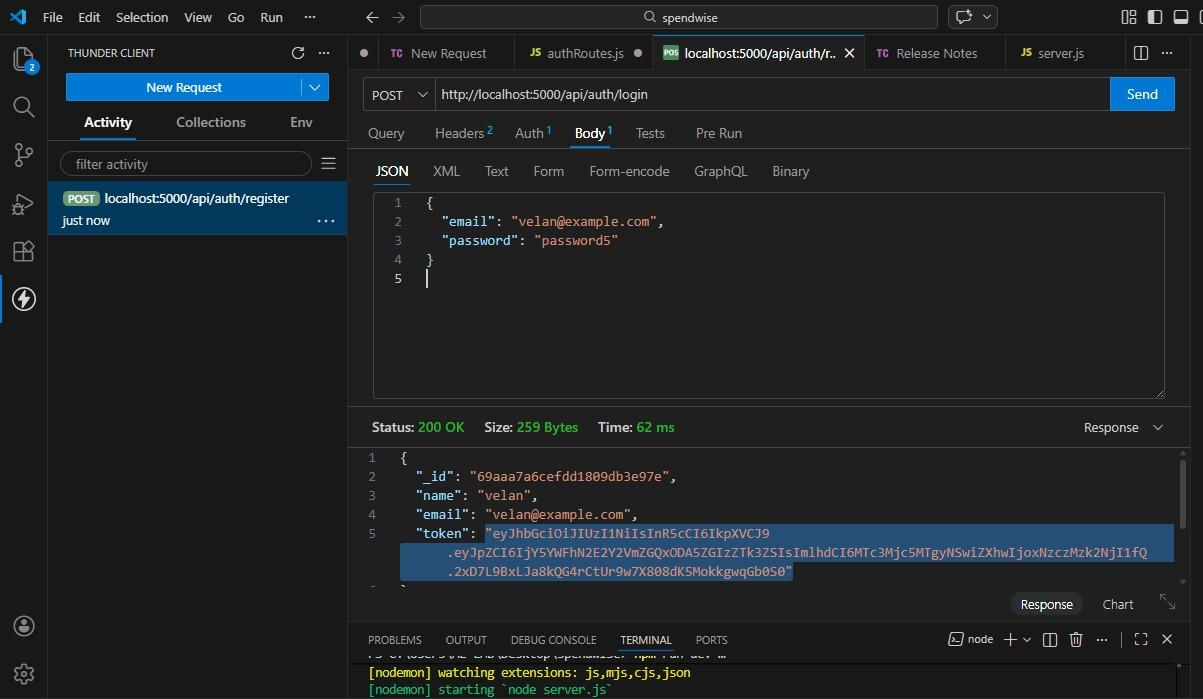 File Edit Selection View Go Run ··· spendwise
2
THUNDER CLIENT ···
New Request
Activity Collections Env
filter activity
POST localhost:5000/api/auth/register
just now ···
TC New Request JS authRoutes.js POS localhost:5000/api/auth/r.. TC Release Notes JS server.js ···
POST http://localhost:5000/api/auth/login Send
Query Headers 2 Auth 1 Body 1 Tests Pre Run
JSON XML Text Form Form-encode GraphQL Binary
1 {
2 "email": "velan@example.com",
3 "password": "password5"
4 }
5
Status: 200 OK Size: 259 Bytes Time: 62 ms Response
1 {
2 "_id": "69aaa7a6cefdd1809db3e97e",
3 "name": "velan",
4 "email": "velan@example.com",
5 "token": "eyJhbGciOiJIUzI1NiIsInR5cCI6IkpXVCJ9
.eyJpZCI6IjY5YWFhN2E2Y2VmZGQxODA5ZGIzZTk3ZSIsImlhdCI6MTc3Mjc5MTgyNSwiZXhwIjoxNzczMzk2NjI1fQ
.2xD7L9BxLJa8kQG4rCtUr9w7X808dK5MokkgwqGb0S0"
Response Chart
PROBLEMS OUTPUT DEBUG CONSOLE TERMINAL PORTS node ···
[nodemon] watching extensions: js,mjs,cjs,json
[nodemon] starting `node server.js`